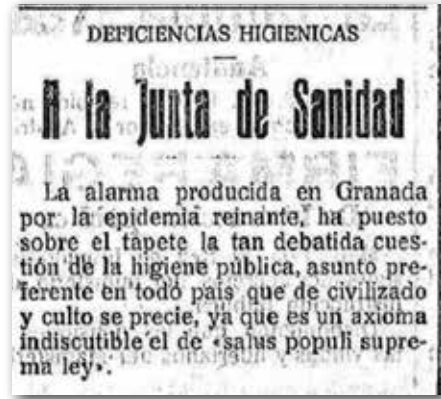 DEFICIENCIAS HIGIENICAS
A la Junta de Sanidad
La alarma producida en Granada
por la epidemia reinante, ha puesto
sobre el tapete la tan debatida cues-
tión de la higiene pública, asunto pre-
ferente en todo país que de civilizado
y culto se precie, ya que es un axioma
indiscutible el de «salus populi supre-
ma ley».